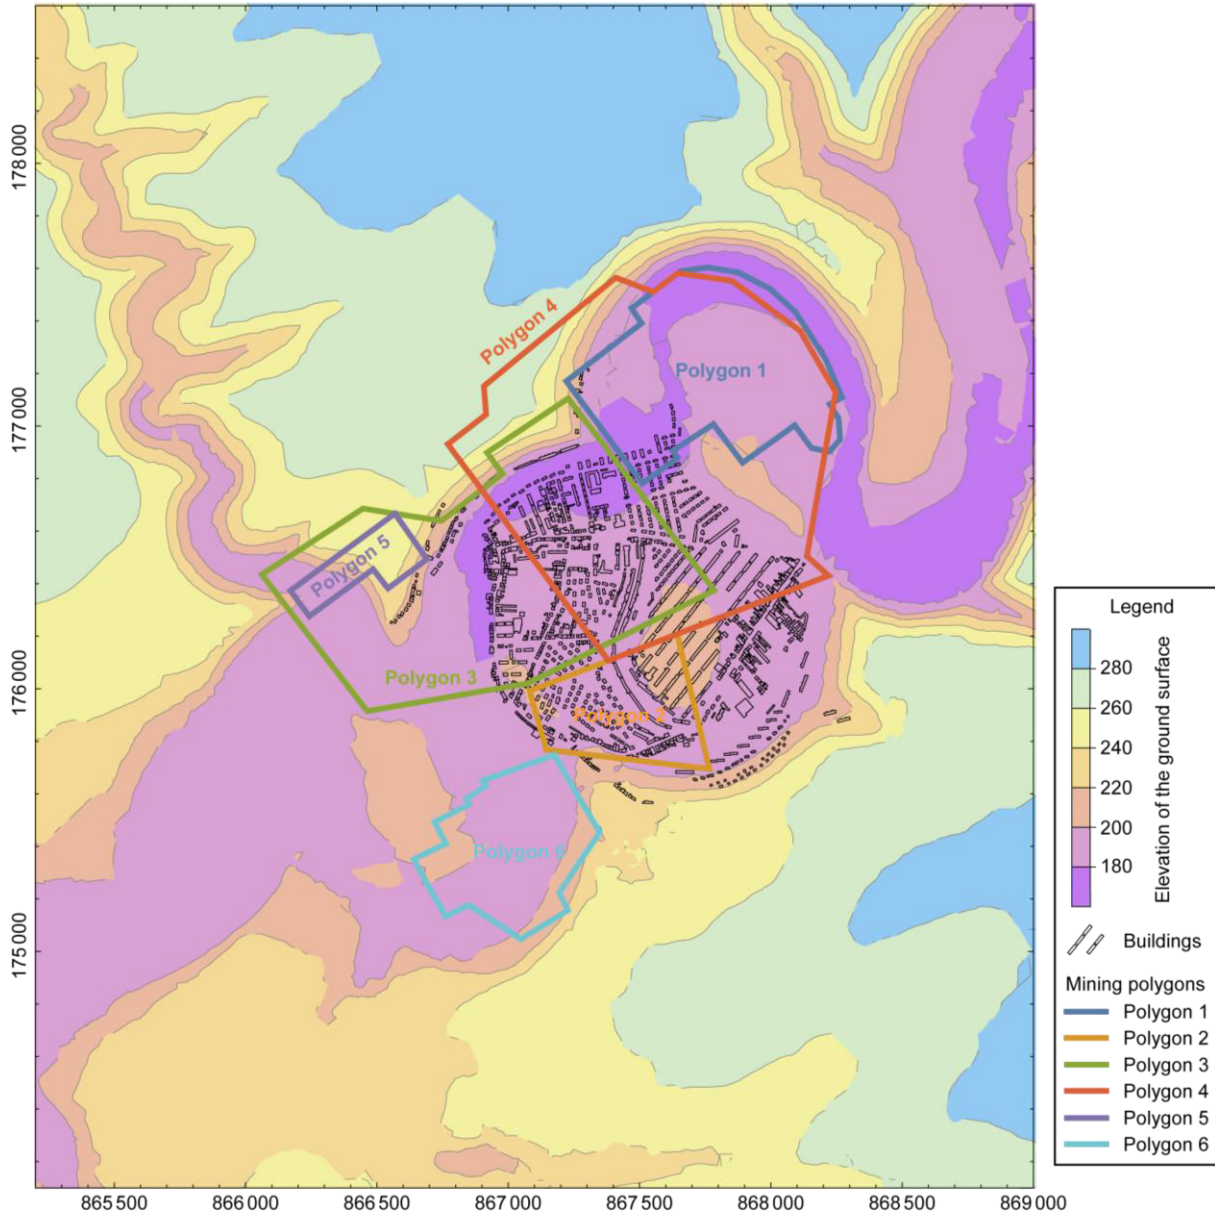 178 000
177 000
176 000
175 000
865 500
866 000
866 500
867 000
867 500
868 000
868 500
869 000
Polygon 4
Polygon 1
Polygon 5
Polygon 3
Polygon 2
Polygon 6
Legend
280
260
240
220
200
180
Elevation of the ground surface
Buildings
Mining polygons
Polygon 1
Polygon 2
Polygon 3
Polygon 4
Polygon 5
Polygon 6